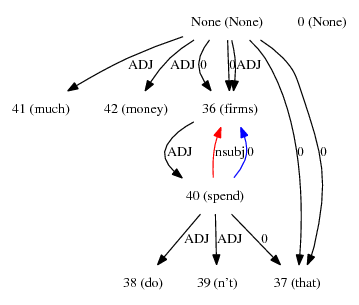 None (None) 0 (None)
ADJ ADJ 0 0 ADJ
41 (much) 42 (money) 36 (firms)
ADJ nsubj 0 0 0
40 (spend)
ADJ ADJ 0
38 (do) 39 (n't) 37 (that)